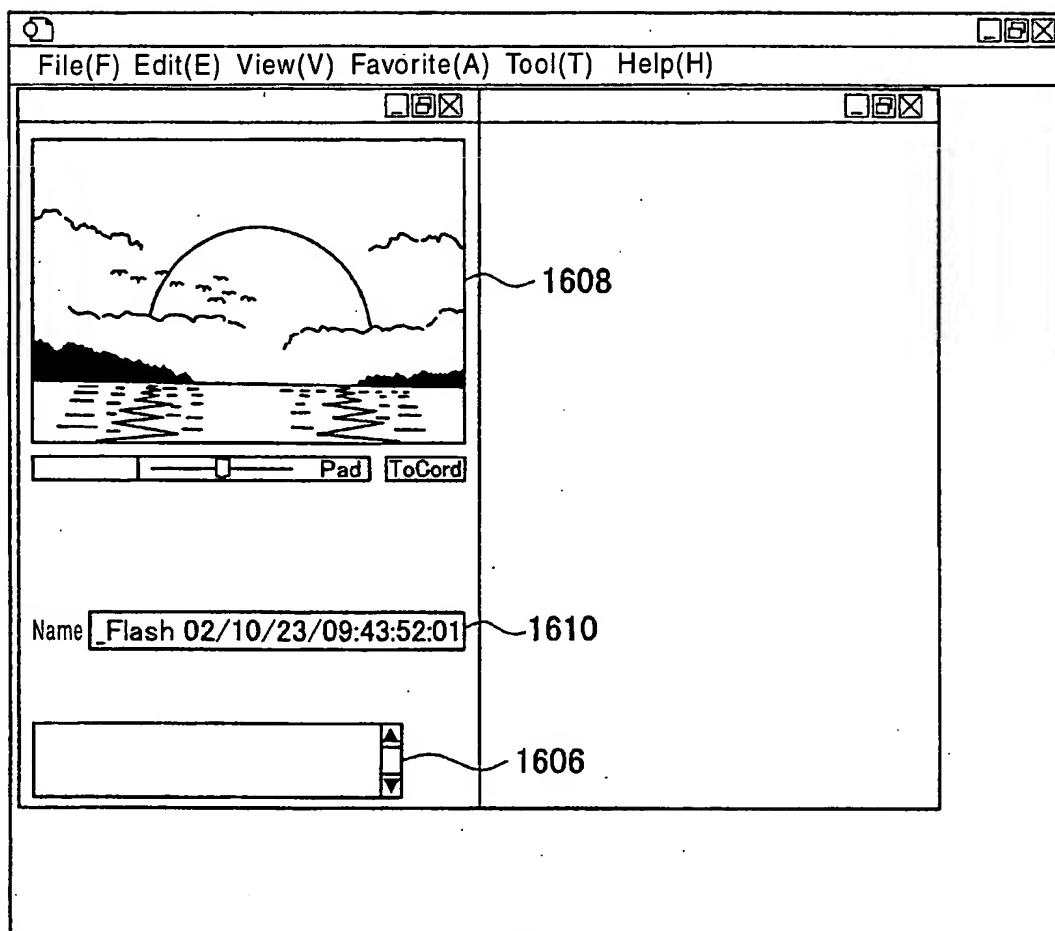 File(F) Edit(E) View(V) Favorite(A) Tool(T) Help(H)
1608
Pad ToCord
Name _Flash 02/10/23/09:43:52:01
1610
1606